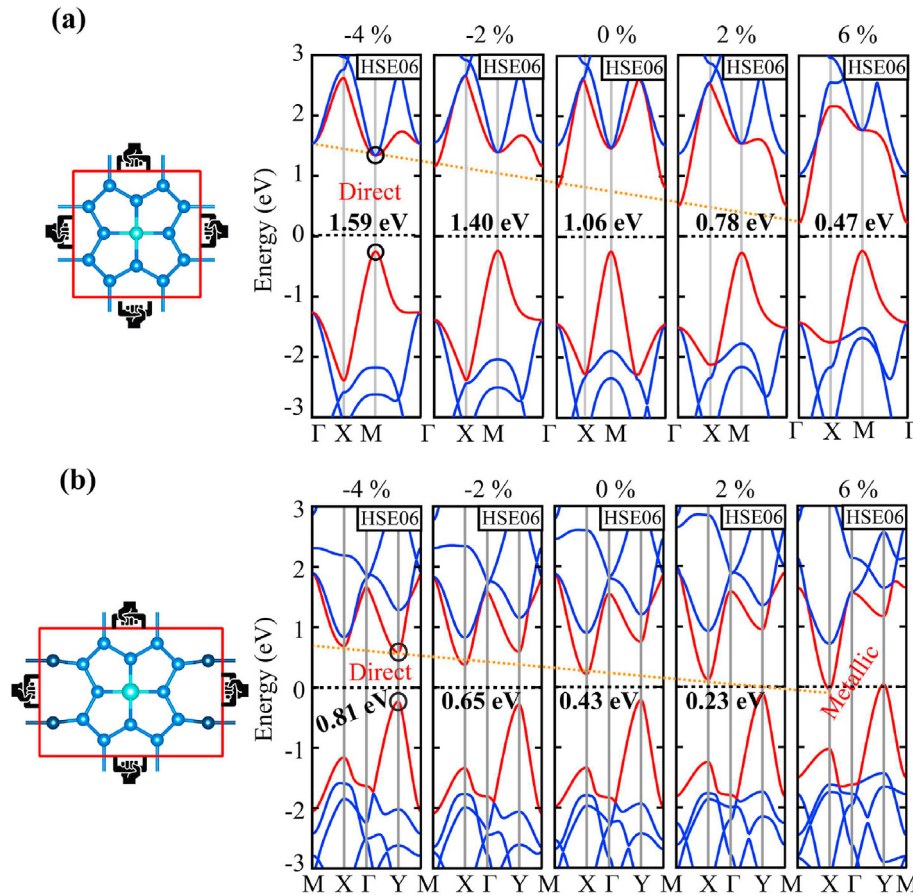 (a)
-4 % -2 % 0 % 2 % 6 %
3 HSE06 HSE06 HSE06 HSE06 HSE06
2
1
Direct
1.59 eV 1.40 eV 1.06 eV 0.78 eV 0.47 eV
0
-1
-2
-3
Energy (eV)
Γ X M Γ X M Γ X M Γ X M Γ X M Γ
(b)
-4 % -2 % 0 % 2 % 6 %
3 HSE06 HSE06 HSE06 HSE06 HSE06
2
1
Direct
Metallic
0
0.81 eV 0.65 eV 0.43 eV 0.23 eV
-1
-2
-3
Energy (eV)
M X Γ Y M X Γ Y M X Γ Y M X Γ Y M X Γ Y M